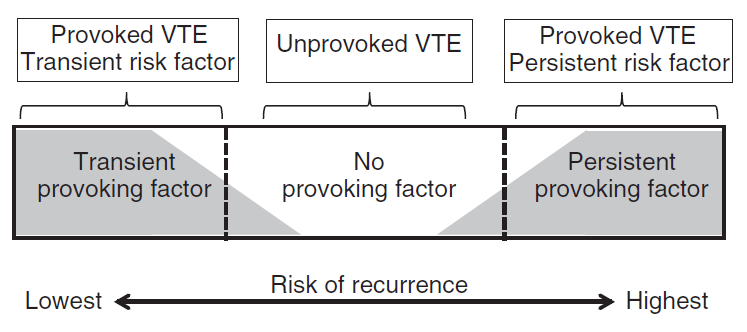 Provoked VTE
Transient risk factor
Unprovoked VTE
Provoked VTE
Persistent risk factor
Transient
provoking factor
No
provoking factor
Persistent
provoking factor
Risk of recurrence
Lowest
Highest